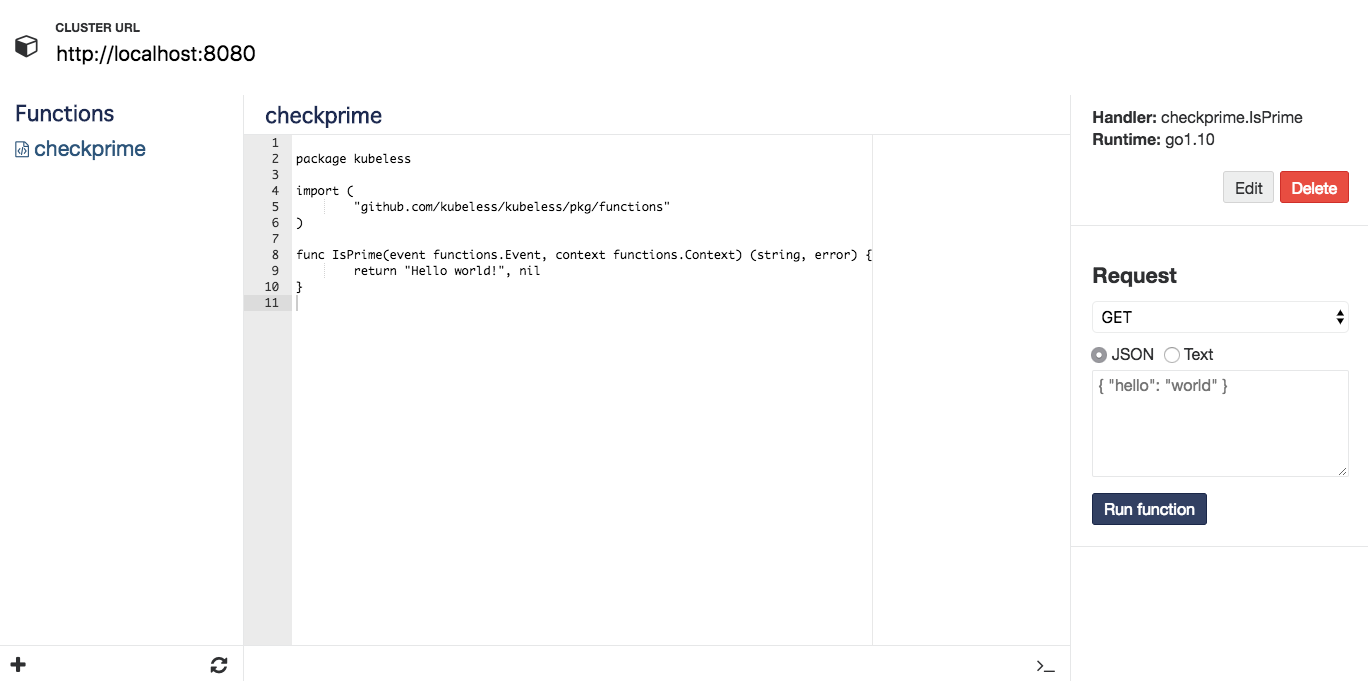 CLUSTER URL
http://localhost:8080
Functions
checkprime
checkprime
1
2 package kubeless
3
4 import (
5 "github.com/kubeless/kubeless/pkg/functions"
6 )
7
8 func IsPrime(event functions.Event, context functions.Context) (string, error) {
9 return "Hello world!", nil
10 }
11
Handler: checkprime.IsPrime
Runtime: go1.10
Edit Delete
Request
GET
JSON Text
{ "hello": "world" }
Run function